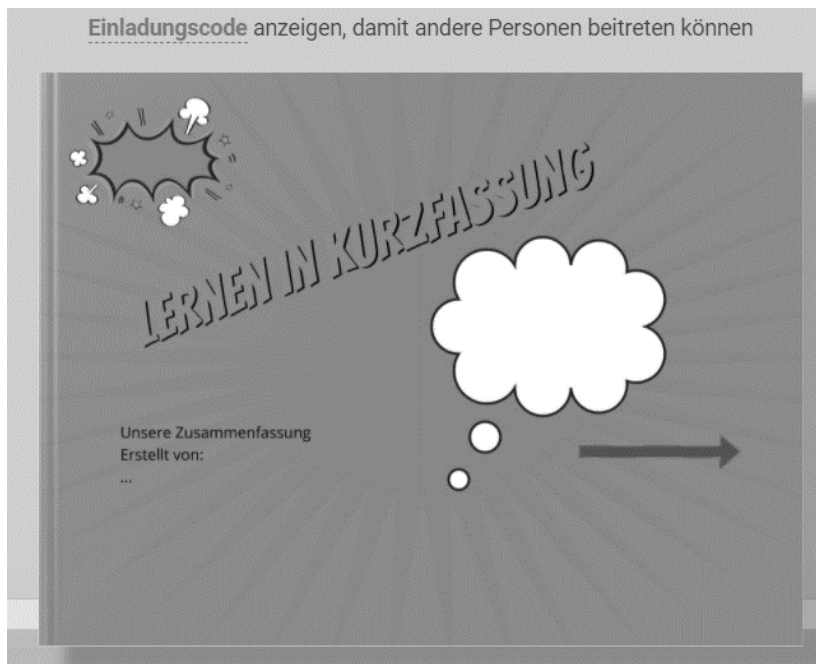 Einladungscode anzeigen, damit andere Personen beitreten können
LERNEN IN KURZFASSUNG
Unsere Zusammenfassung
Erstellt von:
...